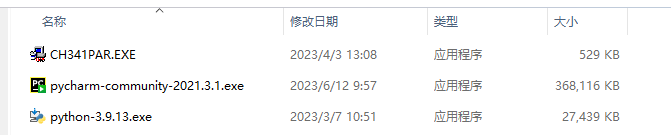 名称 修改日期 类型 大小
CH341PAR.EXE 2023/4/3 13:08 应用程序 529 KB
pycharm-community-2021.3.1.exe 2023/6/12 9:57 应用程序 368,116 KB
python-3.9.13.exe 2023/3/7 10:51 应用程序 27,439 KB